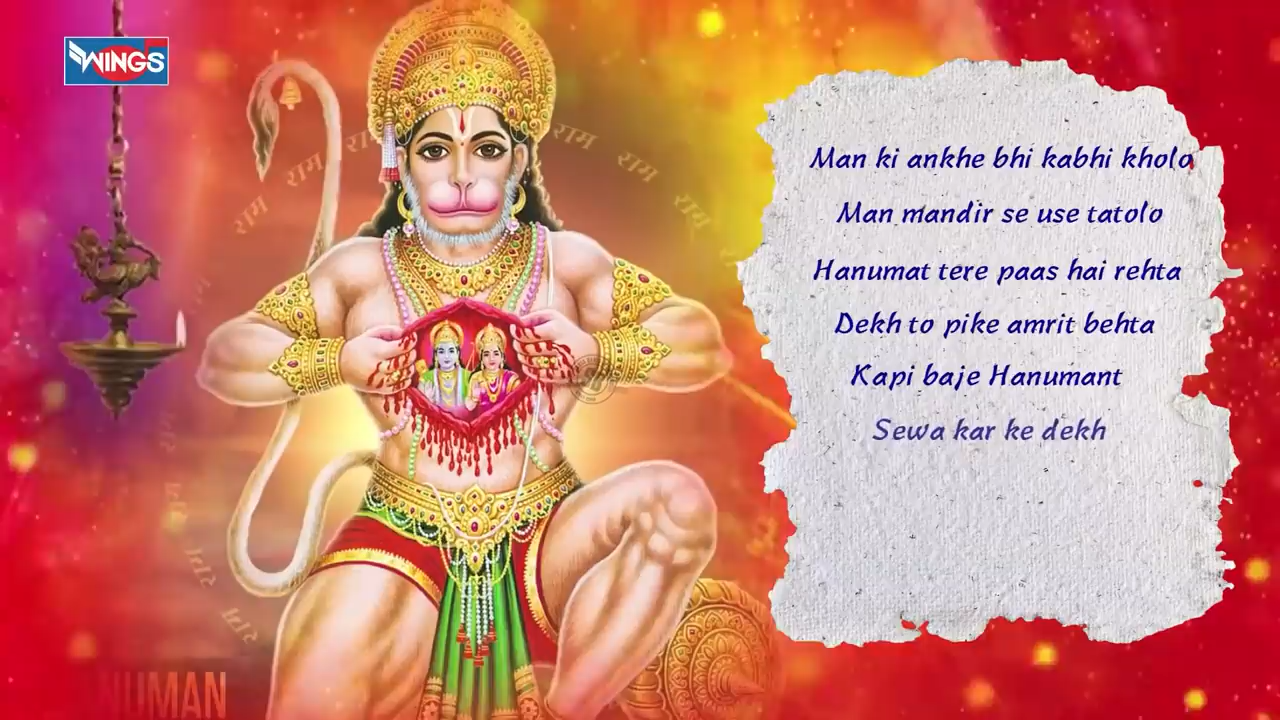 WINGS
राम
राम
राम
राम
राम
राम
Man ki ankhe bhi kabhi kholo
Man mandir se use tatolo
Hanumat tere paas hai rehta
Dekh to pike amrit behta
Kapi baje Hanumant
Sewa kar ke dekh
NUMAN